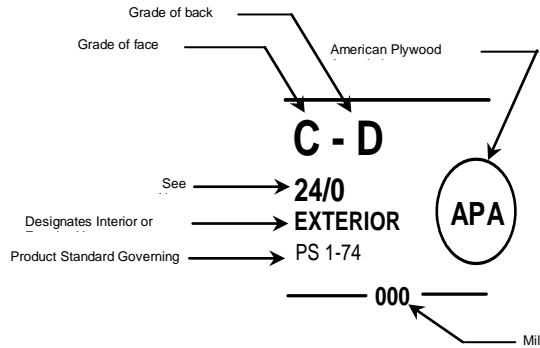 Grade of back
Grade of face
American Plywood
C - D
See
24/0
Designates Interior or
EXTERIOR
APA
Product Standard Governing
PS 1-74
000
Mil